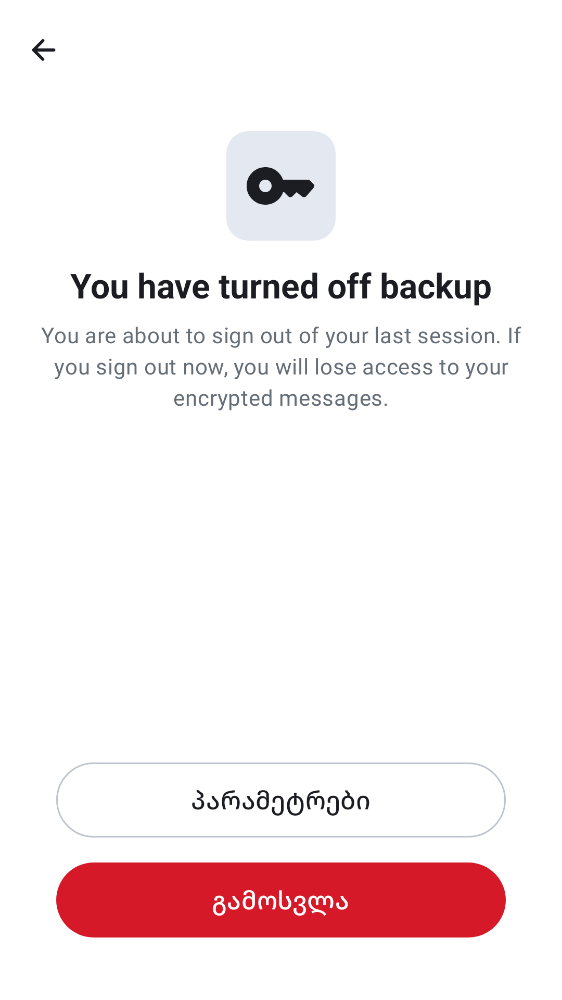 You have turned off backup
You are about to sign out of your last session. If
you sign out now, you will lose access to your
encrypted messages.
პარამეტრები
გამოსვლა